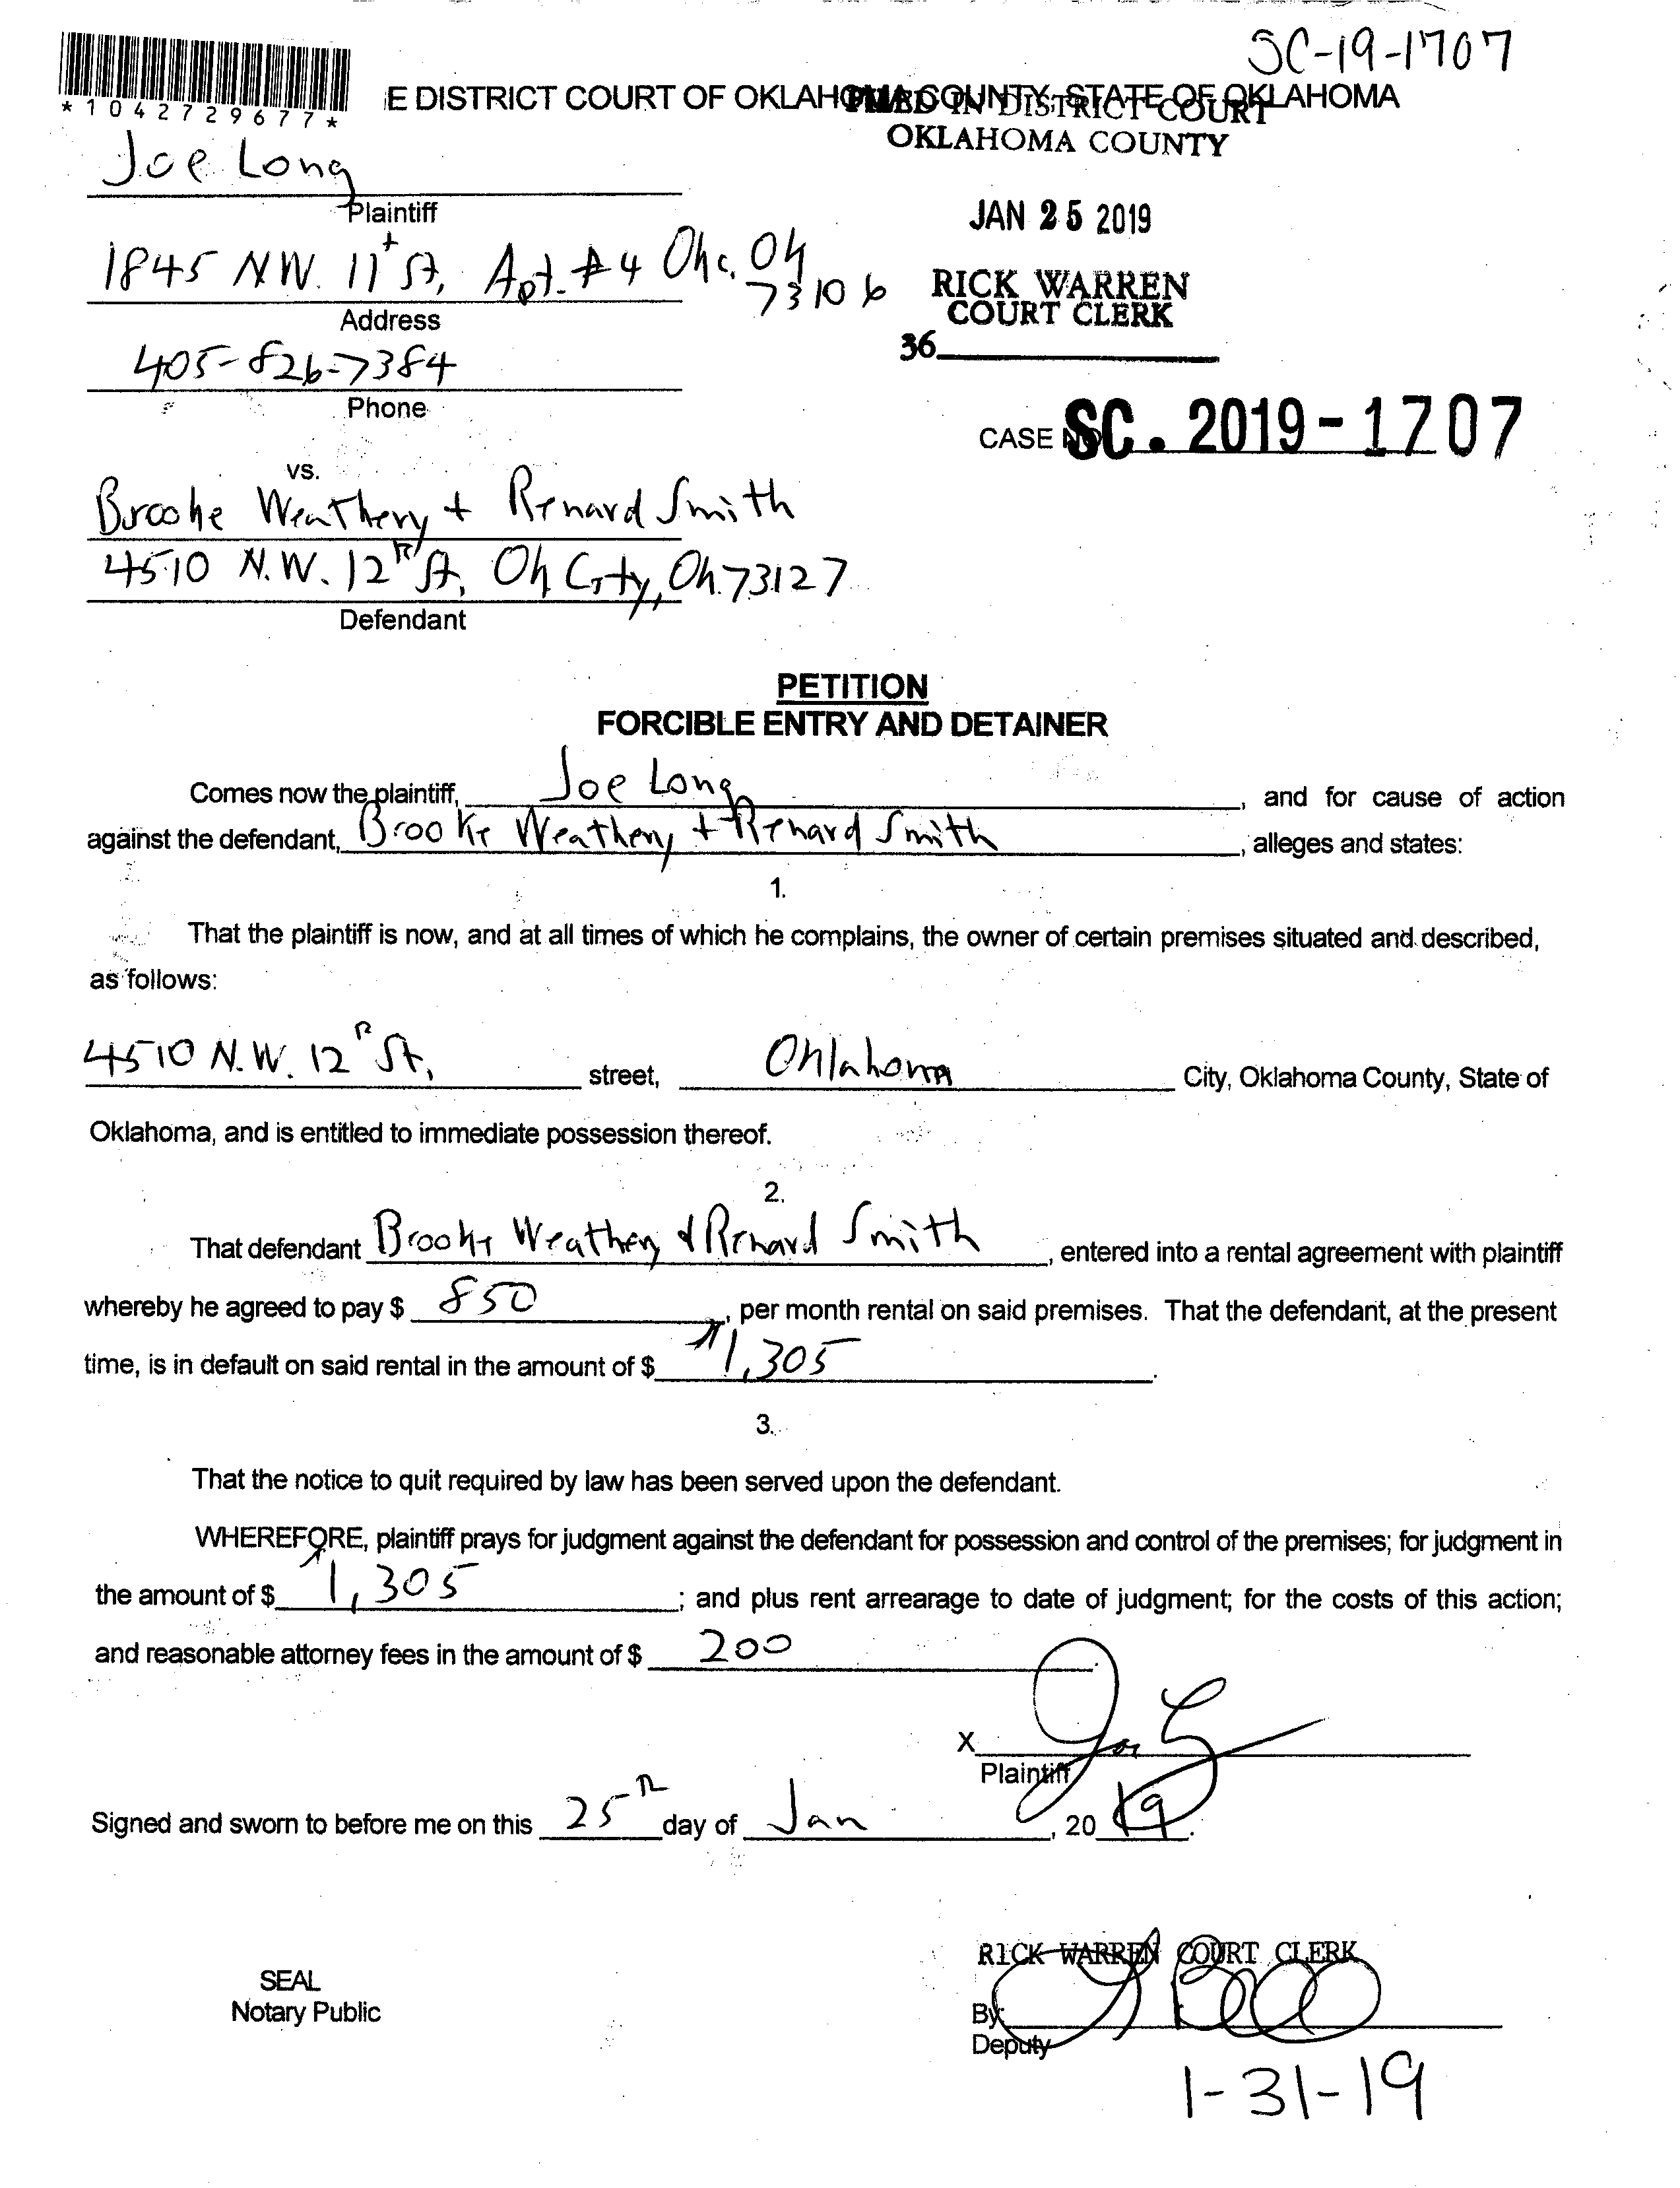 SC-19-1707
*1042729677*
E DISTRICT COURT OF OKLAHOMA COUNTY, STATE OF OKLAHOMA
FILED IN DISTRICT COURT
OKLAHOMA COUNTY
Joe Long
Plaintiff
JAN 25 2019
1845 N.W. 11t St, Apt. #4 Okc, Ok
73106
Address
RICK WARREN
COURT CLERK
405-826-7384
36
Phone
CASE NO. SC. 2019-1707
vs.
Brooke Weathery + Renard Smith
4510 N.W. 12th St, Ok City, Ok 73127
Defendant
PETITION
FORCIBLE ENTRY AND DETAINER
Comes now the plaintiff, Joe Long, and for cause of action
against the defendant, Brooke Weathery + Renard Smith, alleges and states:
1.
That the plaintiff is now, and at all times of which he complains, the owner of certain premises situated and described,
as follows:
4510 N.W. 12th St, street, Oklahoma City, Oklahoma County, State of
Oklahoma, and is entitled to immediate possession thereof.
2.
That defendant Brooke Weathery & Renard Smith, entered into a rental agreement with plaintiff
whereby he agreed to pay $ 850, per month rental on said premises. That the defendant, at the present
time, is in default on said rental in the amount of $ 1,305.
3.
That the notice to quit required by law has been served upon the defendant.
WHEREFORE, plaintiff prays for judgment against the defendant for possession and control of the premises; for judgment in
the amount of $ 1,305; and plus rent arrearage to date of judgment; for the costs of this action;
and reasonable attorney fees in the amount of $ 200.
X
Plaintiff
Signed and sworn to before me on this 25th day of Jan, 2019.
RICK WARREN COURT CLERK
SEAL
Notary Public
By:
Deputy
1-31-19